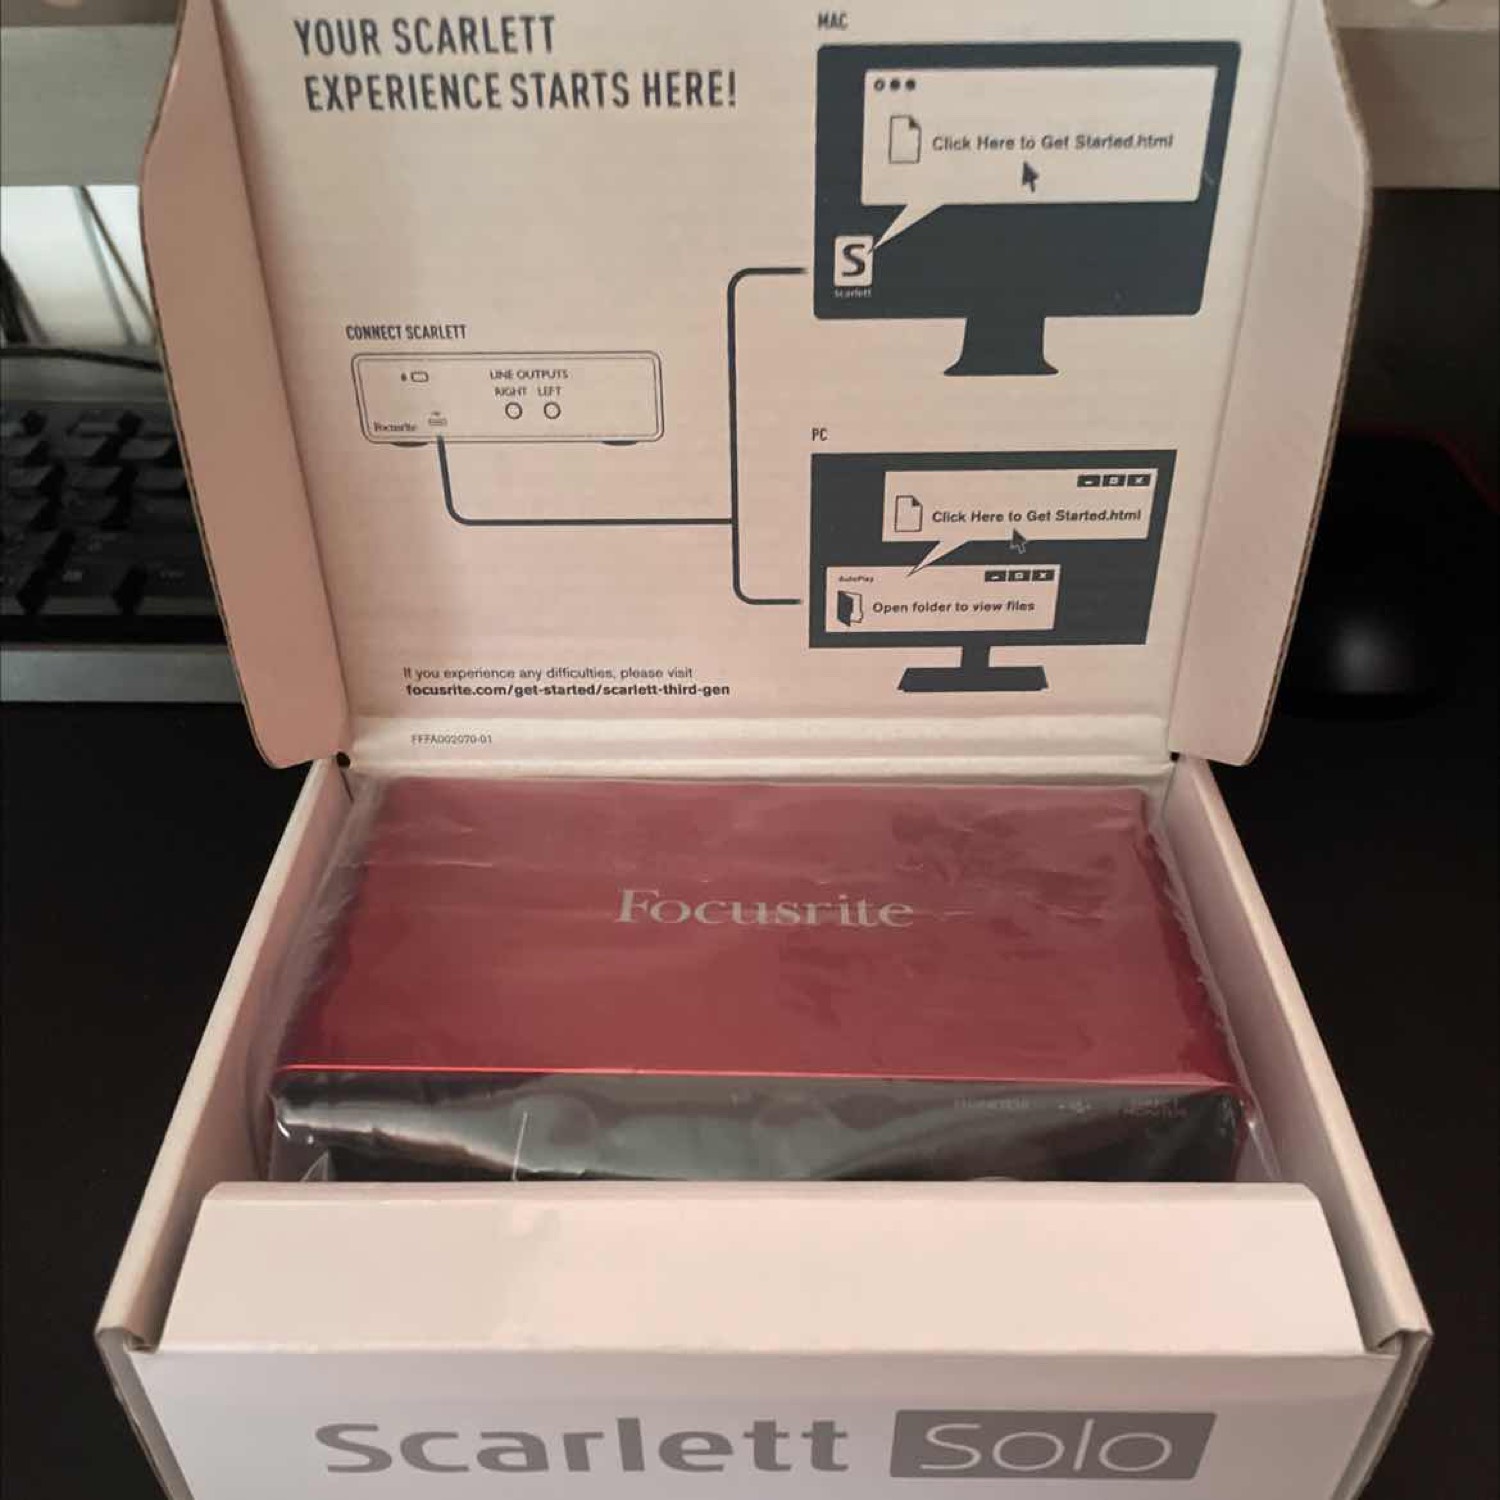 YOUR SCARLETT
EXPERIENCE STARTS HERE!
MAC
Click Here to Get Started.html
S
Scarlett
CONNECT SCARLETT
LINE OUTPUTS
RIGHT LEFT
Focusrite
PC
Click Here to Get Started.html
AutoPlay
Open folder to view files
If you experience any difficulties, please visit
focusrite.com/get-started/scarlett-third-gen
FFFA002070-01
Focusrite
MONITOR
Scarlett Solo